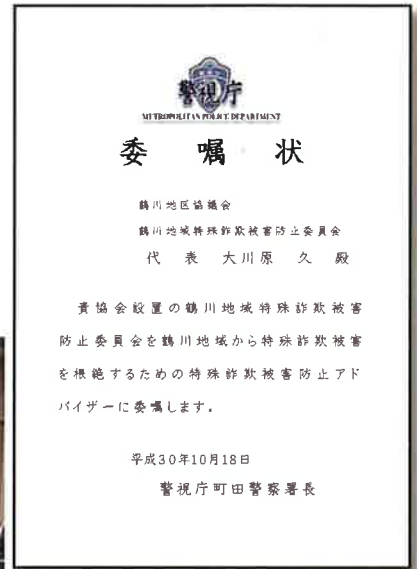 警視庁
METROPOLITAN POLICE DEPARTMENT
委嘱状
鶴川地区協議会
鶴川地域特殊詐欺被害防止委員会
代表 大川原 久 殿
貴協会設置の鶴川地域特殊詐欺被害
防止委員会を鶴川地域から特殊詐欺被害
を根絶するための特殊詐欺被害防止アド
バイザーに委嘱します。
平成30年10月18日
警視庁町田警察署長